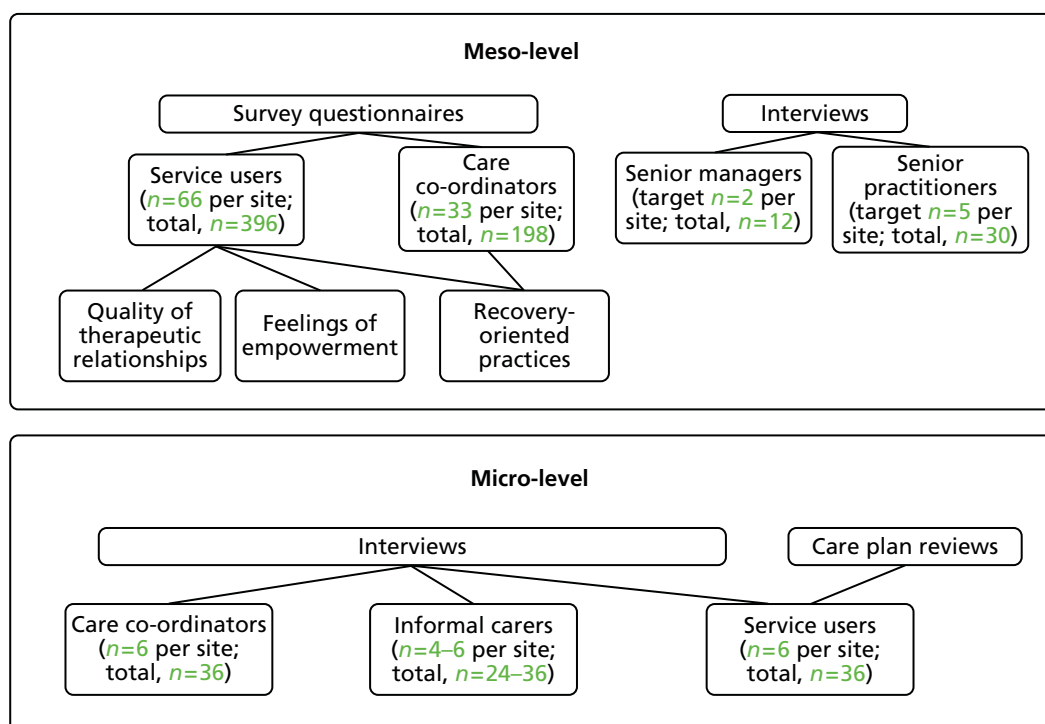 Meso-level
Survey questionnaires
Interviews
Service users
(n=66 per site;
total, n=396)
Care
co-ordinators
(n=33 per site;
total, n=198)
Senior managers
(target n=2 per
site; total, n=12)
Senior
practitioners
(target n=5 per
site; total, n=30)
Quality of
therapeutic
relationships
Feelings of
empowerment
Recovery-
oriented
practices
Micro-level
Interviews
Care plan reviews
Care co-ordinators
(n=6 per site;
total, n=36)
Informal carers
(n=4–6 per site;
total, n=24–36)
Service users
(n=6 per site;
total, n=36)